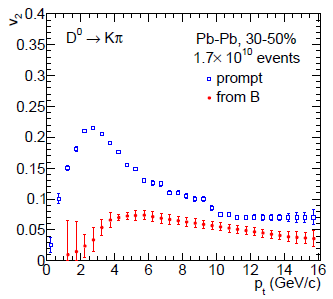 v₂
0.4
0.35
0.3
0.25
0.2
0.15
0.1
0.05
0
D⁰ → Kπ
Pb-Pb, 30-50%
1.7× 10¹⁰ events
prompt
from B
0 2 4 6 8 10 12 14 16
pₜ (GeV/c)